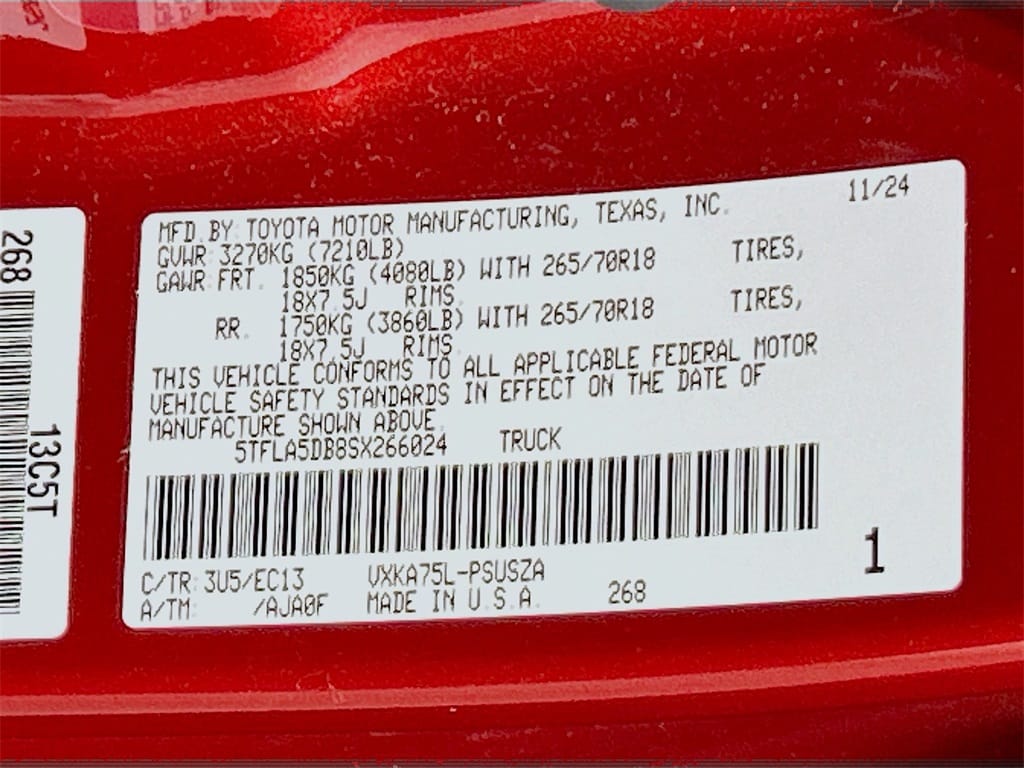 268
13C5T
MFD.BY:TOYOTA MOTOR MANUFACTURING, TEXAS, INC. 11/24
GVWR:3270KG (7210LB)
GAWR:FRT. 1850KG (4080LB) WITH 265/70R18 TIRES,
18X7.5J RIMS.
RR. 1750KG (3860LB) WITH 265/70R18 TIRES,
18X7.5J RIMS.
THIS VEHICLE CONFORMS TO ALL APPLICABLE FEDERAL MOTOR
VEHICLE SAFETY STANDARDS IN EFFECT ON THE DATE OF
MANUFACTURE SHOWN ABOVE.
5TFLA5DB8SX266024 TRUCK
C/TR:3U5/EC13 VXKA75L-PSUSZA 1
A/TM: /AJA0F MADE IN U.S.A. 268